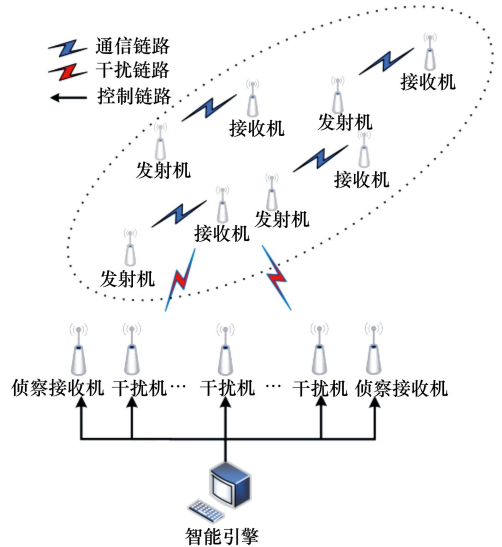 通信链路
干扰链路
控制链路
接收机
接收机
发射机
发射机
接收机
接收机
发射机
发射机
侦察接收机 干扰机… 干扰机 … 干扰机 侦察接收机
智能引擎